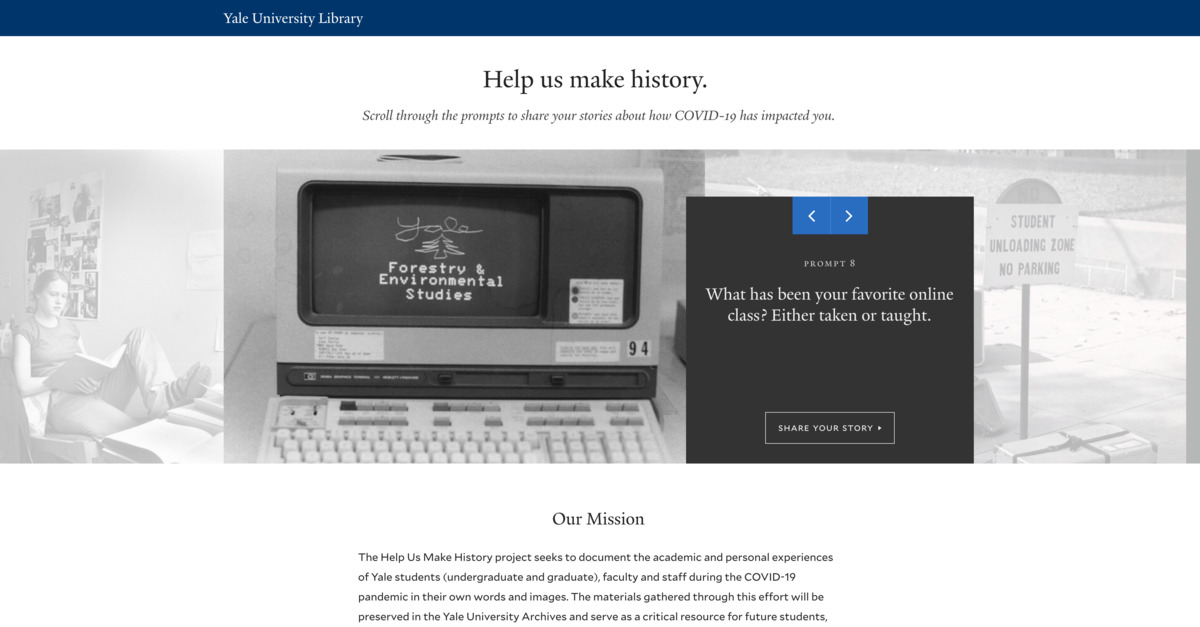 Yale University Library
Help us make history.
Scroll through the prompts to share your stories about how COVID-19 has impacted you.
Yale
Forestry &
Environmental
Studies
94
PROMPT 8
What has been your favorite online
class? Either taken or taught.
SHARE YOUR STORY
STUDENT
UNLOADING ZONE
NO PARKING
Our Mission
The Help Us Make History project seeks to document the academic and personal experiences
of Yale students (undergraduate and graduate), faculty and staff during the COVID-19
pandemic in their own words and images. The materials gathered through this effort will be
preserved in the Yale University Archives and serve as a critical resource for future students,